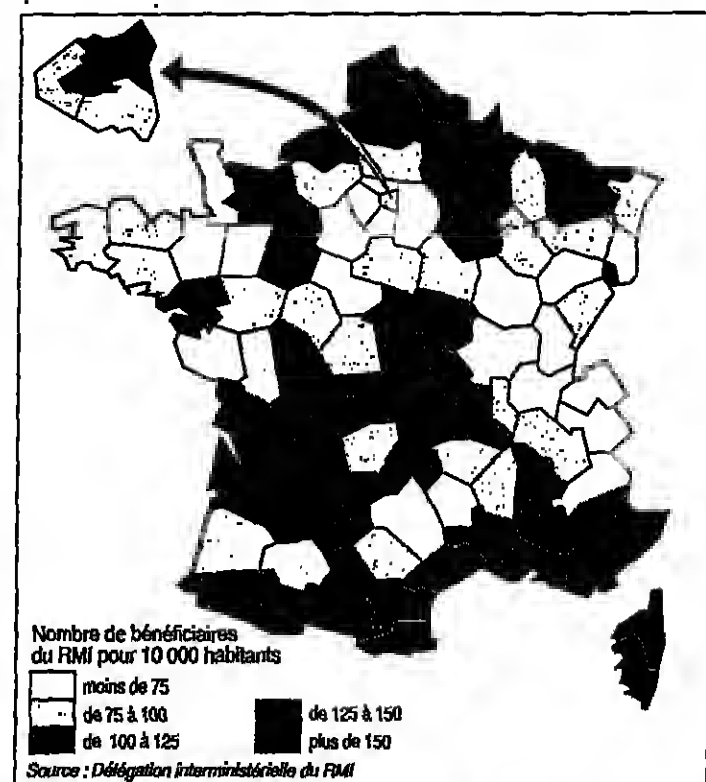 Nombre de bénéficiaires
du RMI pour 10 000 habitants
moins de 75
de 75 à 100
de 100 à 125
de 125 à 150
plus de 150
Source : Délégation interministérielle du RMI